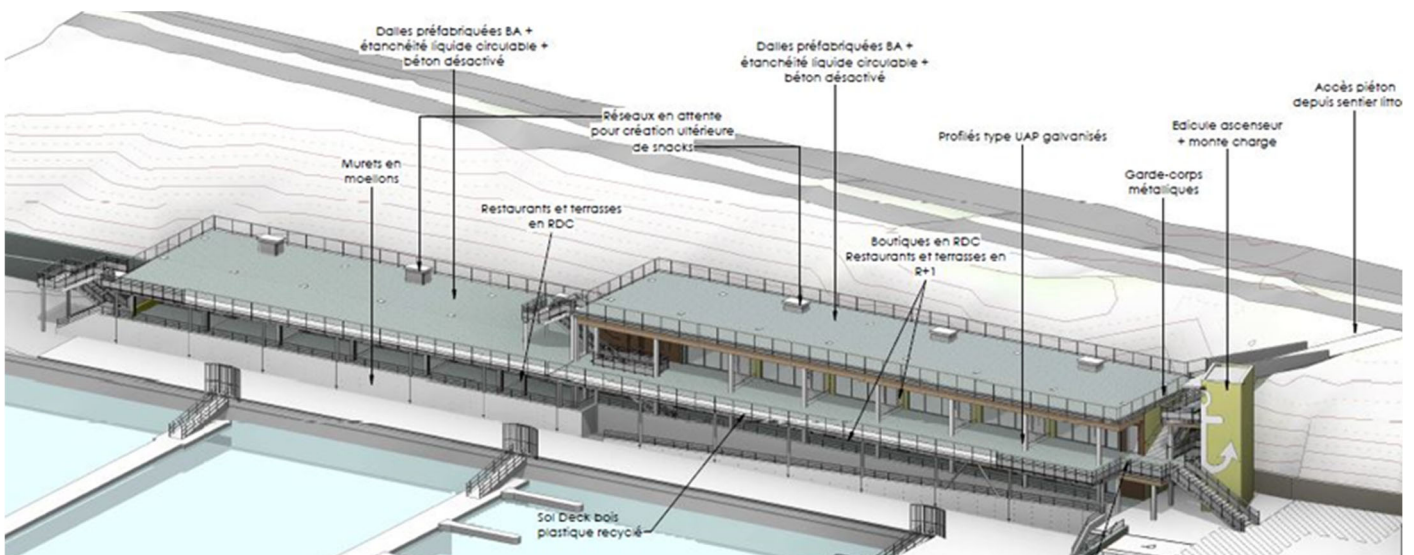 Dalles préfabriquées BA +
étanchéité liquide circulable +
béton désactivé
Dalles préfabriquées BA +
étanchéité liquide circulable +
béton désactivé
Accès piéton
depuis sentier litto
Réseaux en attente
pour création ultérieure
de snacks
Profilés type UAP galvanisés
Edicule ascenseur
+ monte charge
Murets en
moellons
Garde-corps
métalliques
Restaurants et terrasses
en RDC
Boutiques en RDC
Restaurants et terrasses en
R+1
Sol Deck bois
plastique recyclé